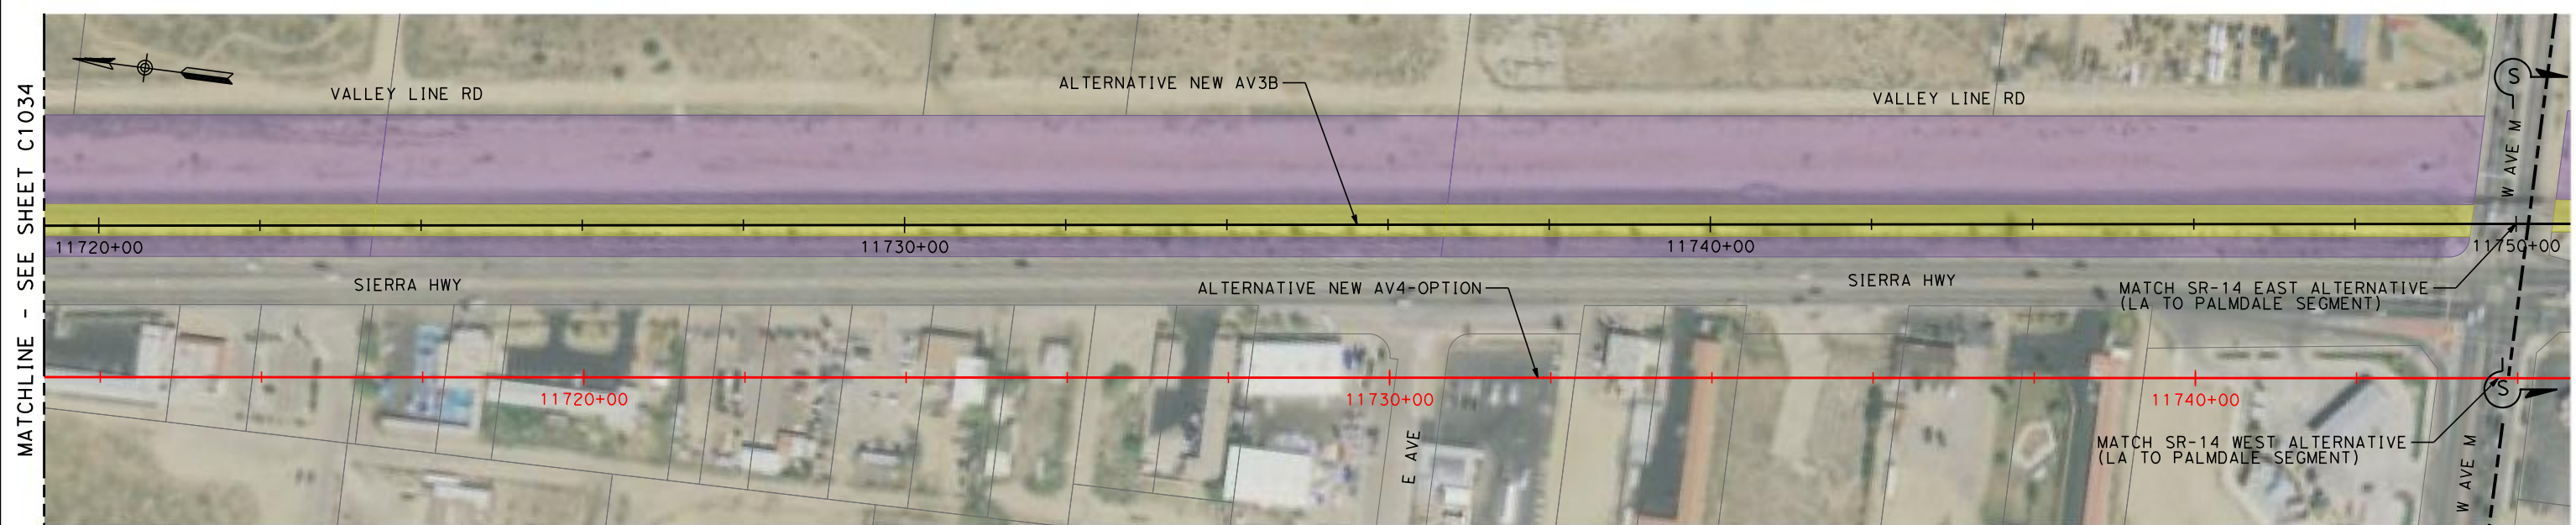 MATCHLINE - SEE SHEET C1034
VALLEY LINE RD
ALTERNATIVE NEW AV3B
VALLEY LINE RD
S
W AVE M
11720+00
11730+00
11740+00
11750+00
SIERRA HWY
ALTERNATIVE NEW AV4-OPTION
SIERRA HWY
MATCH SR-14 EAST ALTERNATIVE
(LA TO PALMDALE SEGMENT)
11720+00
11730+00
11740+00
S
E AVE
MATCH SR-14 WEST ALTERNATIVE
(LA TO PALMDALE SEGMENT)
W AVE M